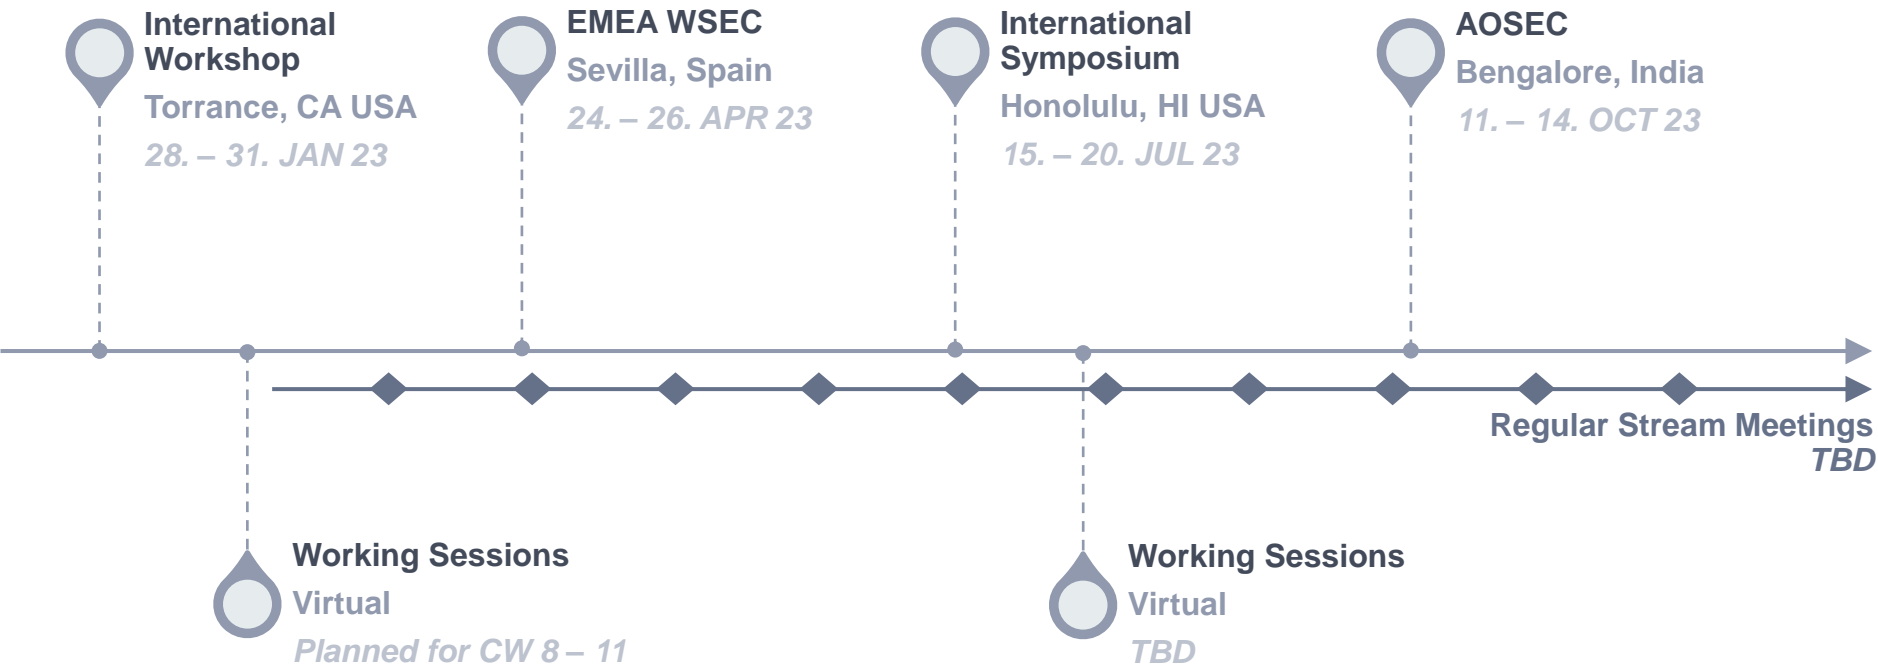 International
Workshop
Torrance, CA USA
28. – 31. JAN 23
EMEA WSEC
Sevilla, Spain
24. – 26. APR 23
International
Symposium
Honolulu, HI USA
15. – 20. JUL 23
AOSEC
Bengalore, India
11. – 14. OCT 23
Regular Stream Meetings
TBD
Working Sessions
Virtual
Planned for CW 8 – 11
Working Sessions
Virtual
TBD